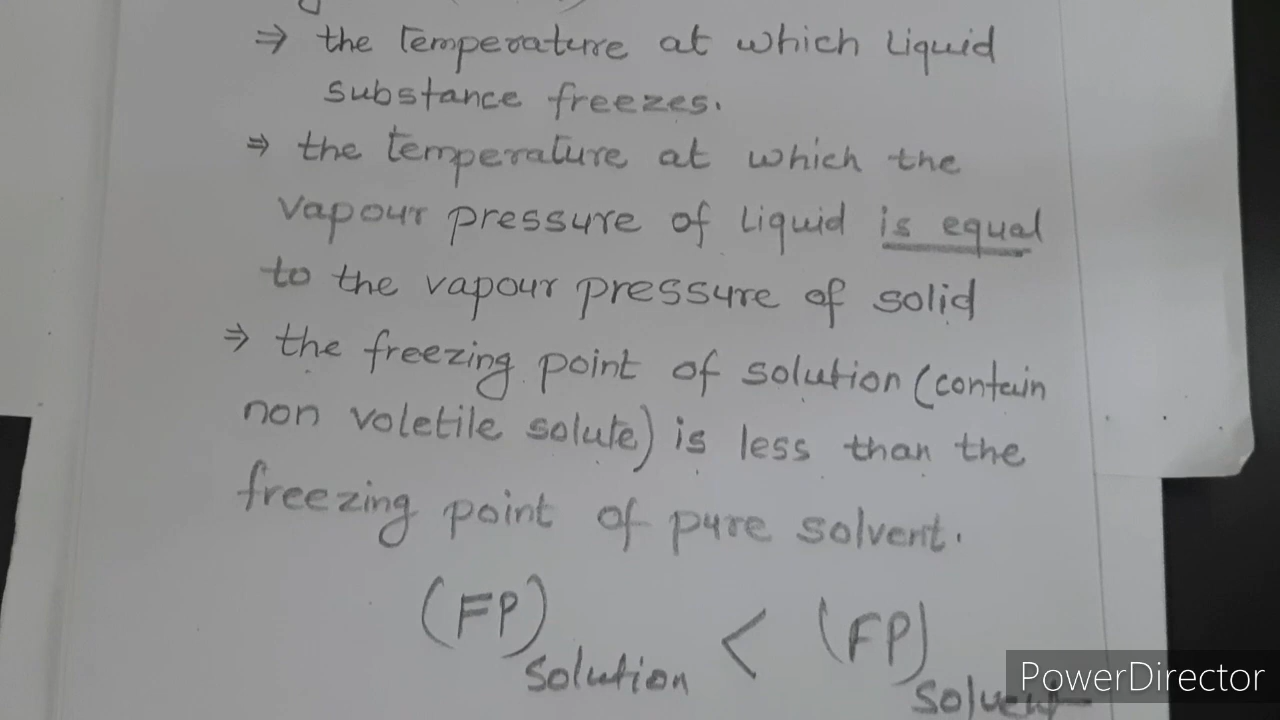 ⇒ the temperature at which Liquid
substance freezes.
⇒ the temperature at which the
vapour pressure of liquid is equal
to the vapour pressure of solid
⇒ the freezing point of solution (contain
non voletile solute) is less than the
freezing point of pure solvent.
(FP)solution < (FP)solvent
PowerDirector